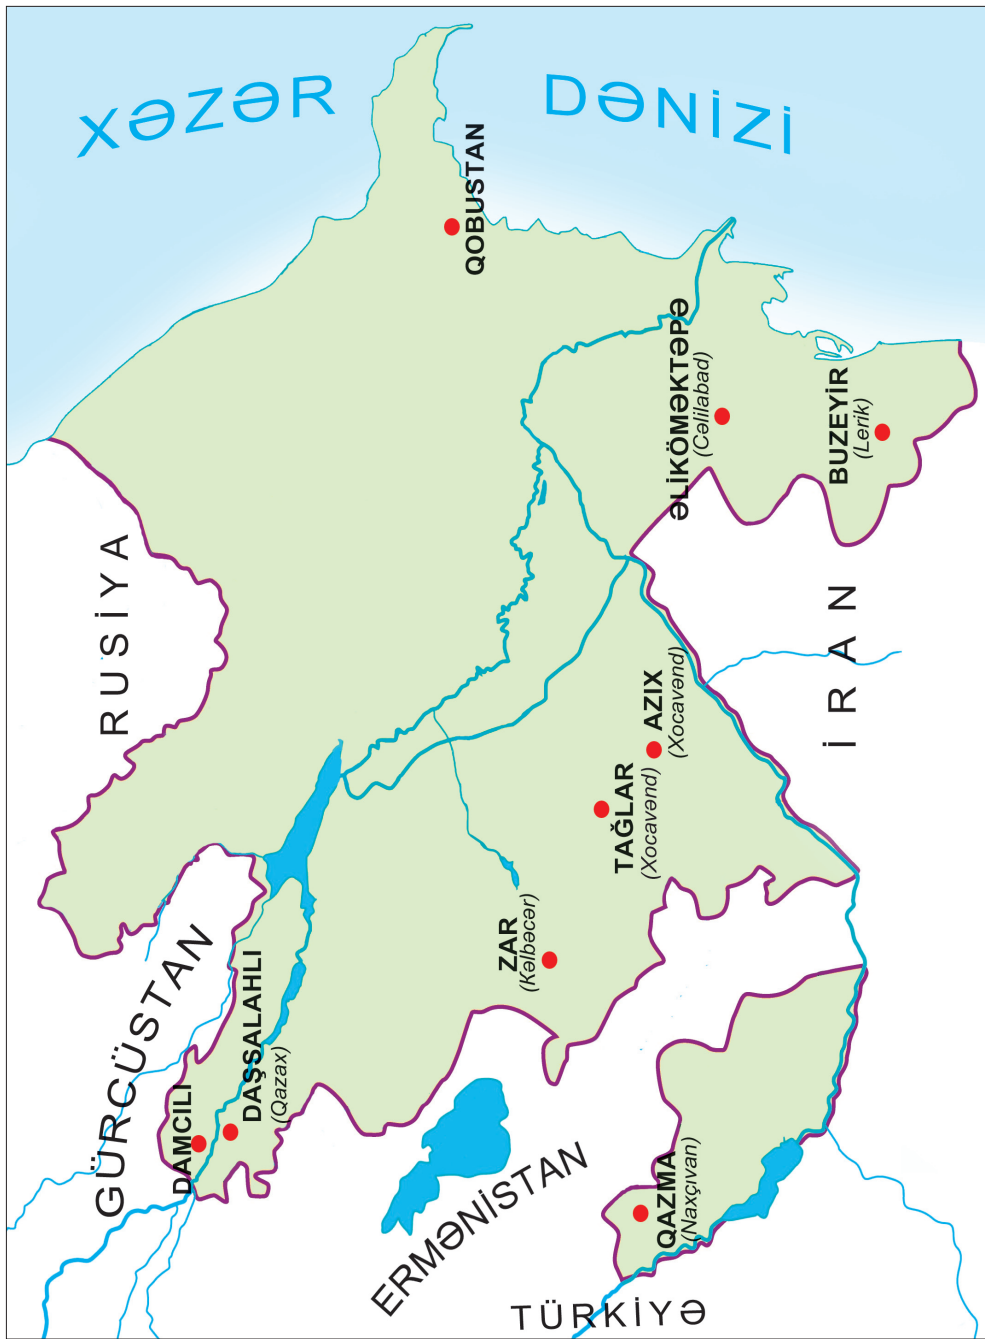 XƏZƏR DƏNİZİ
RUSİYA
GÜRCÜSTAN
ERMƏNİSTAN
TÜRKİYƏ
İRAN
QOBUSTAN
ƏLİKÖMƏKTƏPƏ
(Cəlilabad)
BUZEYİR
(Lerik)
AZIX
(Xocavənd)
TAĞLAR
(Xocavənd)
ZAR
(Kəlbəcər)
DAMCILI
DAŞSALAHLI
(Qazax)
QAZMA
(Naxçıvan)